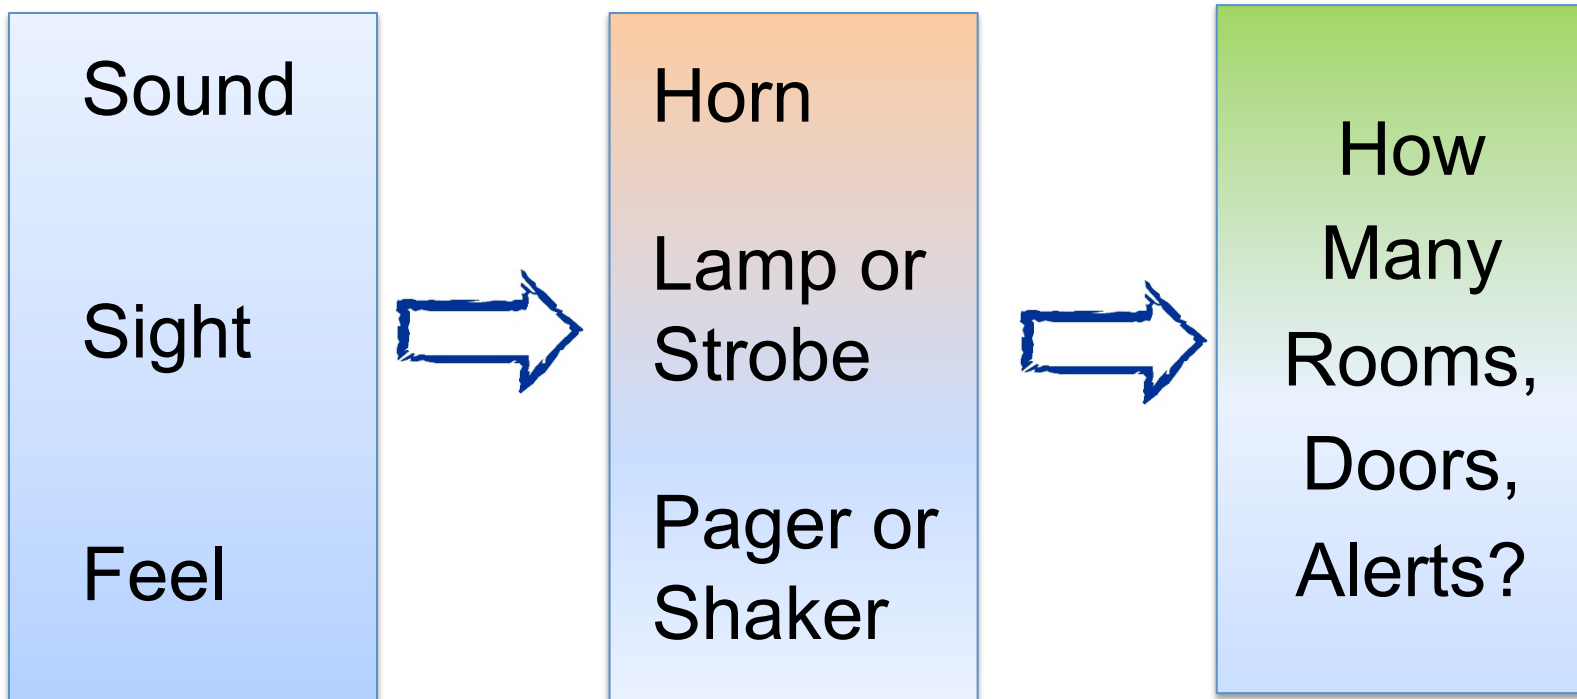 Sound
Sight
Feel
Horn
Lamp or
Strobe
Pager or
Shaker
How
Many
Rooms,
Doors,
Alerts?